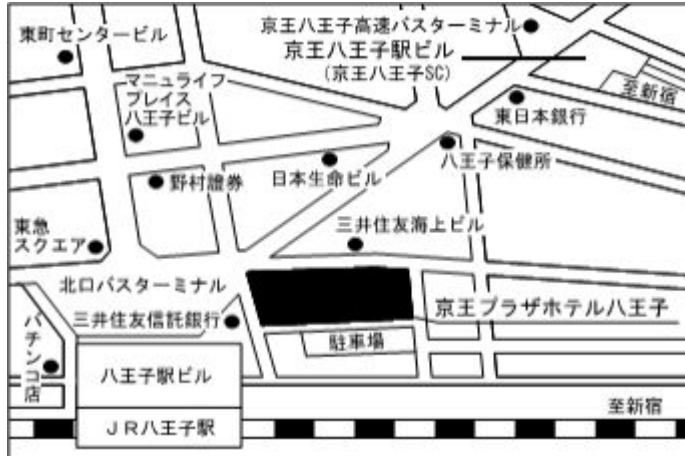 京王八王子高速バスターミナル
東町センタービル
京王八王子駅ビル
(京王八王子SC)
マニュライフ
プレイス
八王子ビル
至新宿
東日本銀行
八王子保健所
野村證券
日本生命ビル
東急
スクエア
三井住友海上ビル
北口バスターミナル
京王プラザホテル八王子
三井住友信託銀行
パチンコ店
駐車場
八王子駅ビル
至新宿
JR八王子駅